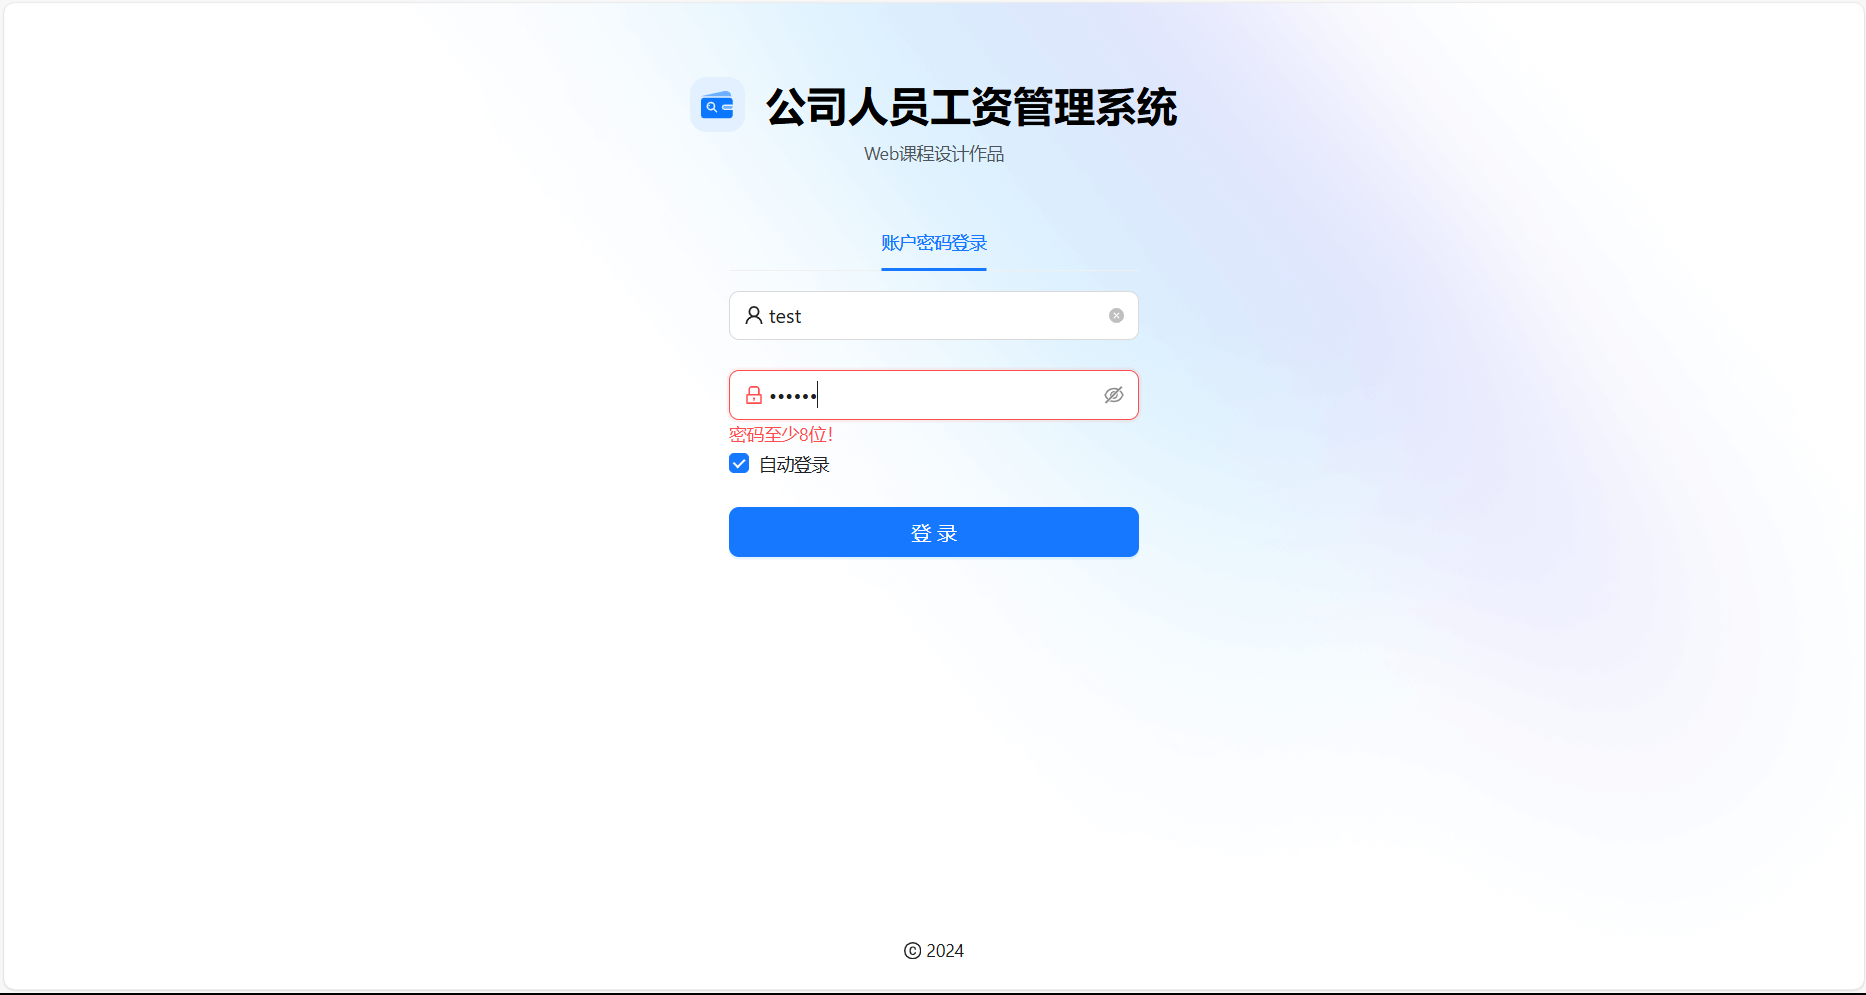 公司人员工资管理系统
Web课程设计作品
账户密码登录
test
••••••
密码至少8位!
自动登录
登 录
© 2024